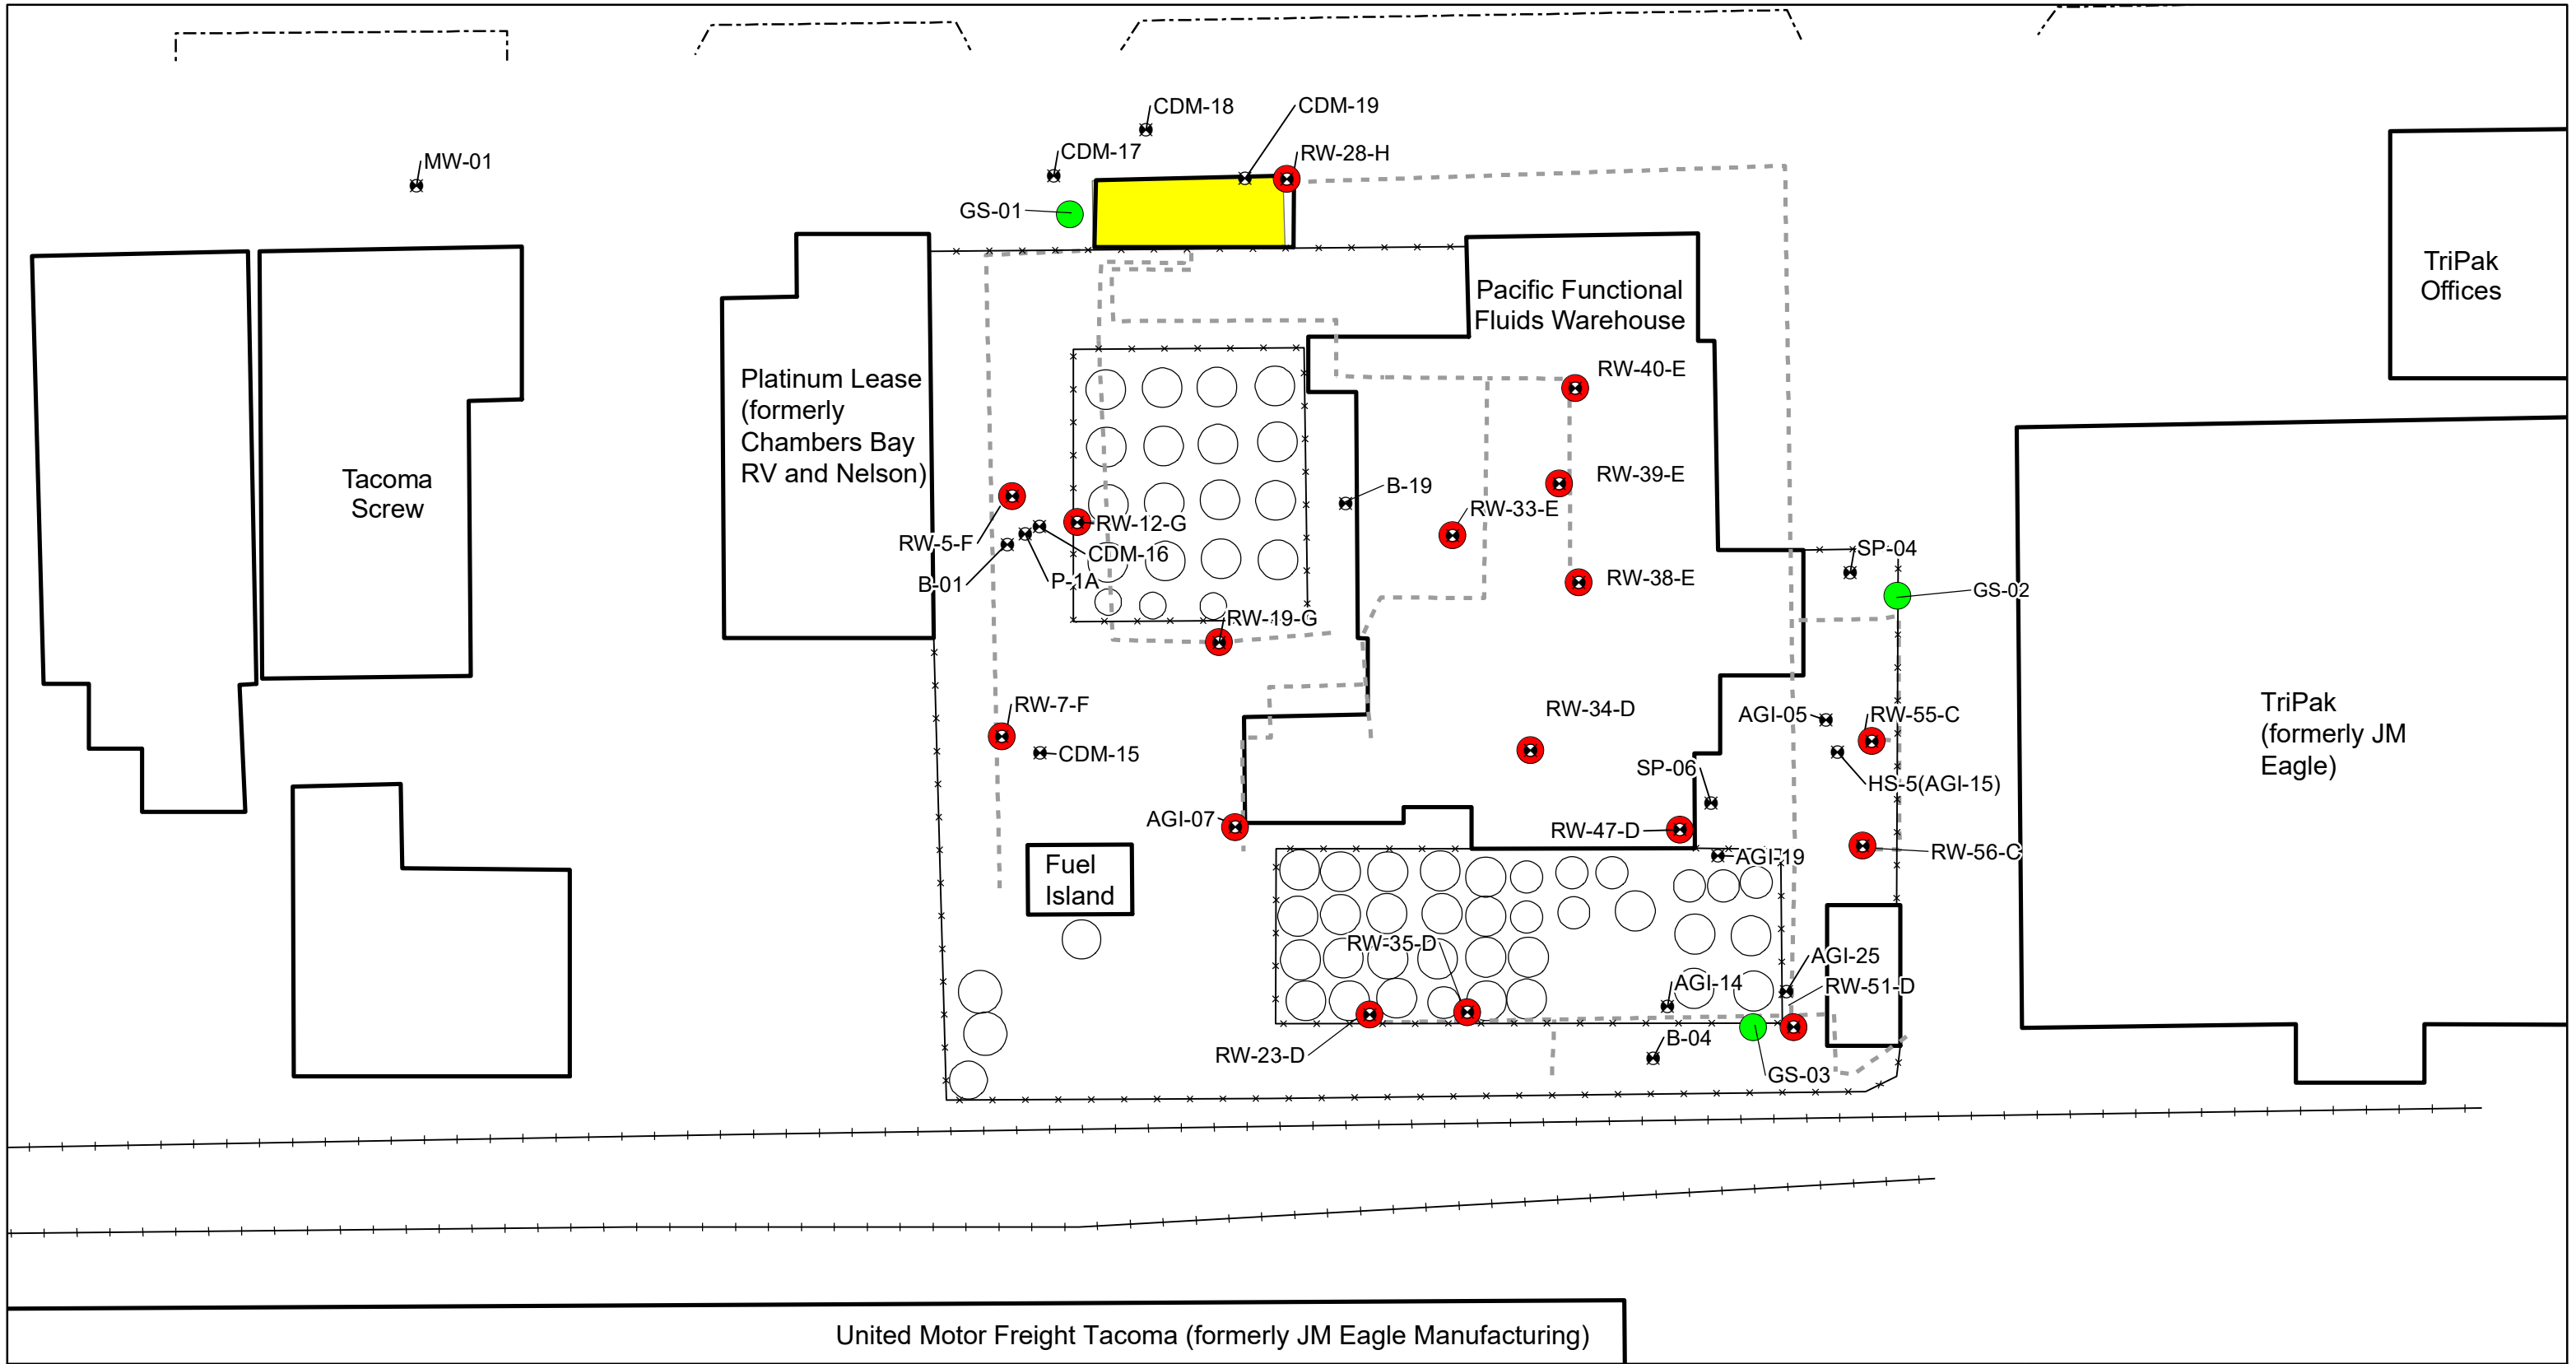 CDM-18
CDM-19
CDM-17
RW-28-H
MW-01
GS-01
TriPak
Offices
Pacific Functional
Fluids Warehouse
RW-40-E
Platinum Lease
(formerly
Chambers Bay
RV and Nelson)
Tacoma
Screw
B-19
RW-39-E
RW-33-E
RW-12-G
RW-5-F
CDM-16
SP-04
B-01
P-1A
RW-38-E
GS-02
RW-19-G
RW-7-F
RW-34-D
AGI-05
RW-55-C
TriPak
(formerly JM
Eagle)
CDM-15
SP-06
HS-5(AGI-15)
AGI-07
RW-47-D
RW-56-C
AGI-19
Fuel
Island
RW-35-D
AGI-25
AGI-14
RW-51-D
B-04
RW-23-D
GS-03
United Motor Freight Tacoma (formerly JM Eagle Manufacturing)